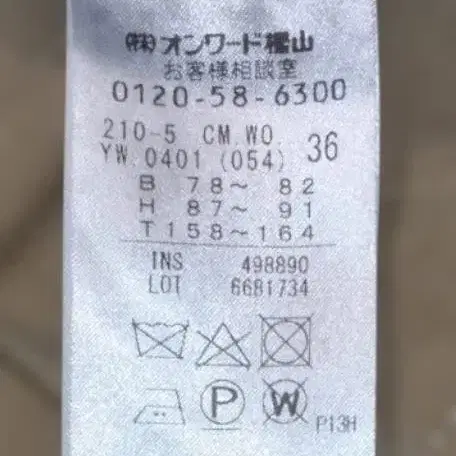 ㈱オンワード樫山
お客様相談室
0120-58-6300
210-5 CM.WO. 36
YW.0401 (054)
B 78～ 82
H 87～ 91
T158～164
INS 498890
LOT 6681734
P W P13H